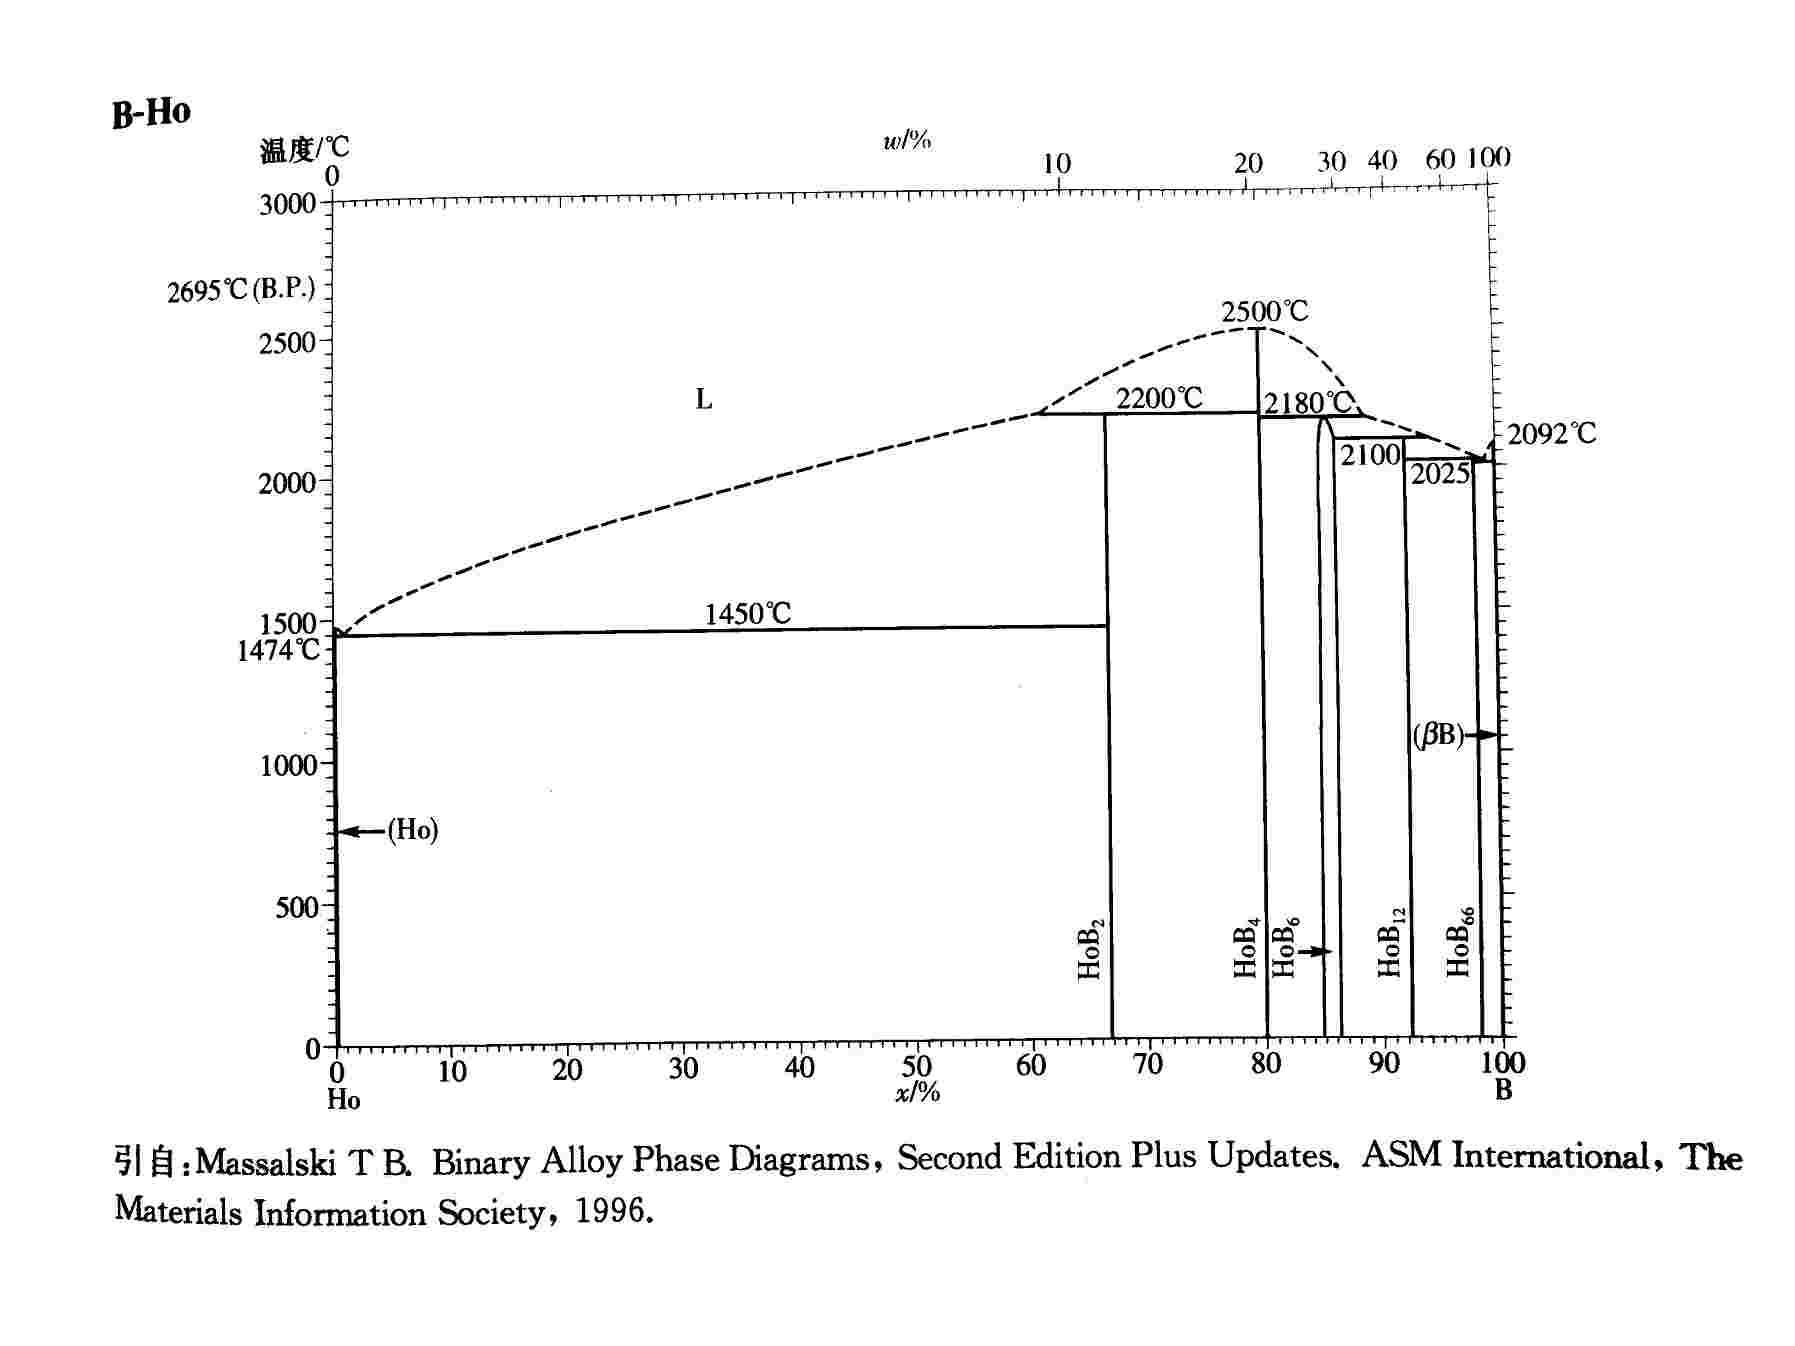 B-Ho
温度/℃
w/%
0 10 20 30 40 60 100
3000
2695℃(B.P.)
2500℃
2500
L
2200℃
2180℃
2092℃
2100
2025
2000
1500
1450℃
1474℃
(βB)
1000
(Ho)
500
HoB₂
HoB₄
HoB₆
HoB₁₂
HoB₆₆
0
0 10 20 30 40 50 60 70 80 90 100
Ho x/% B
引自:Massalski T B. Binary Alloy Phase Diagrams, Second Edition Plus Updates. ASM International, The
Materials Information Society, 1996.